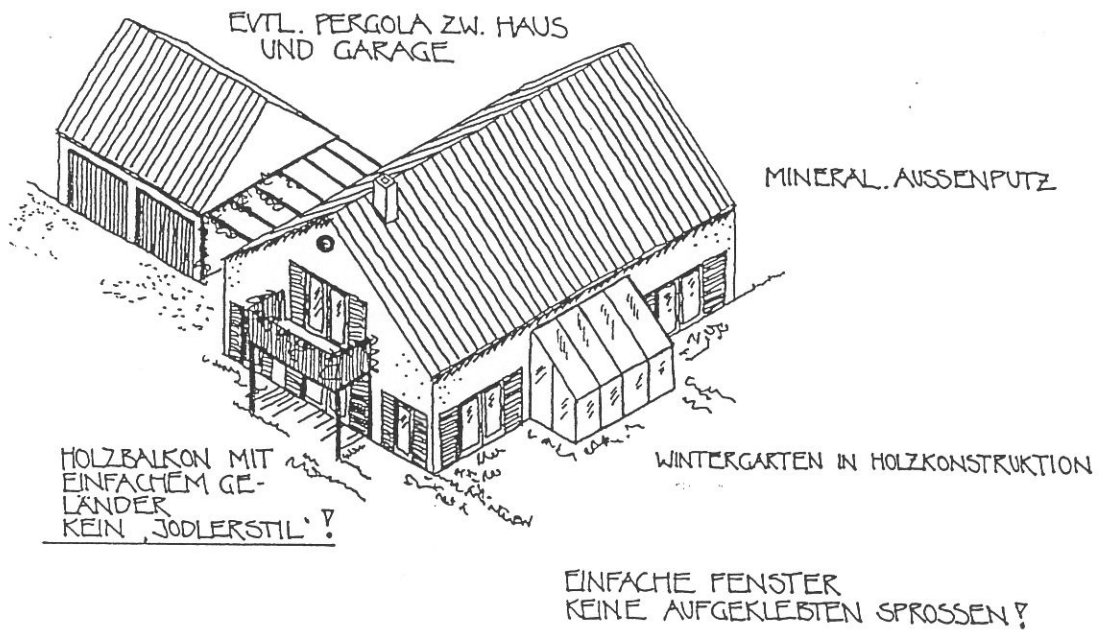 EVTL. PERGOLA ZW. HAUS
UND GARAGE
MINERAL. AUSSENPUTZ
HOLZBALKON MIT
EINFACHEM GE-
LÄNDER
KEIN ‚JODLERSTIL‘!
WINTERGARTEN IN HOLZKONSTRUKTION
EINFACHE FENSTER
KEINE AUFGEKLEBTEN SPROSSEN!